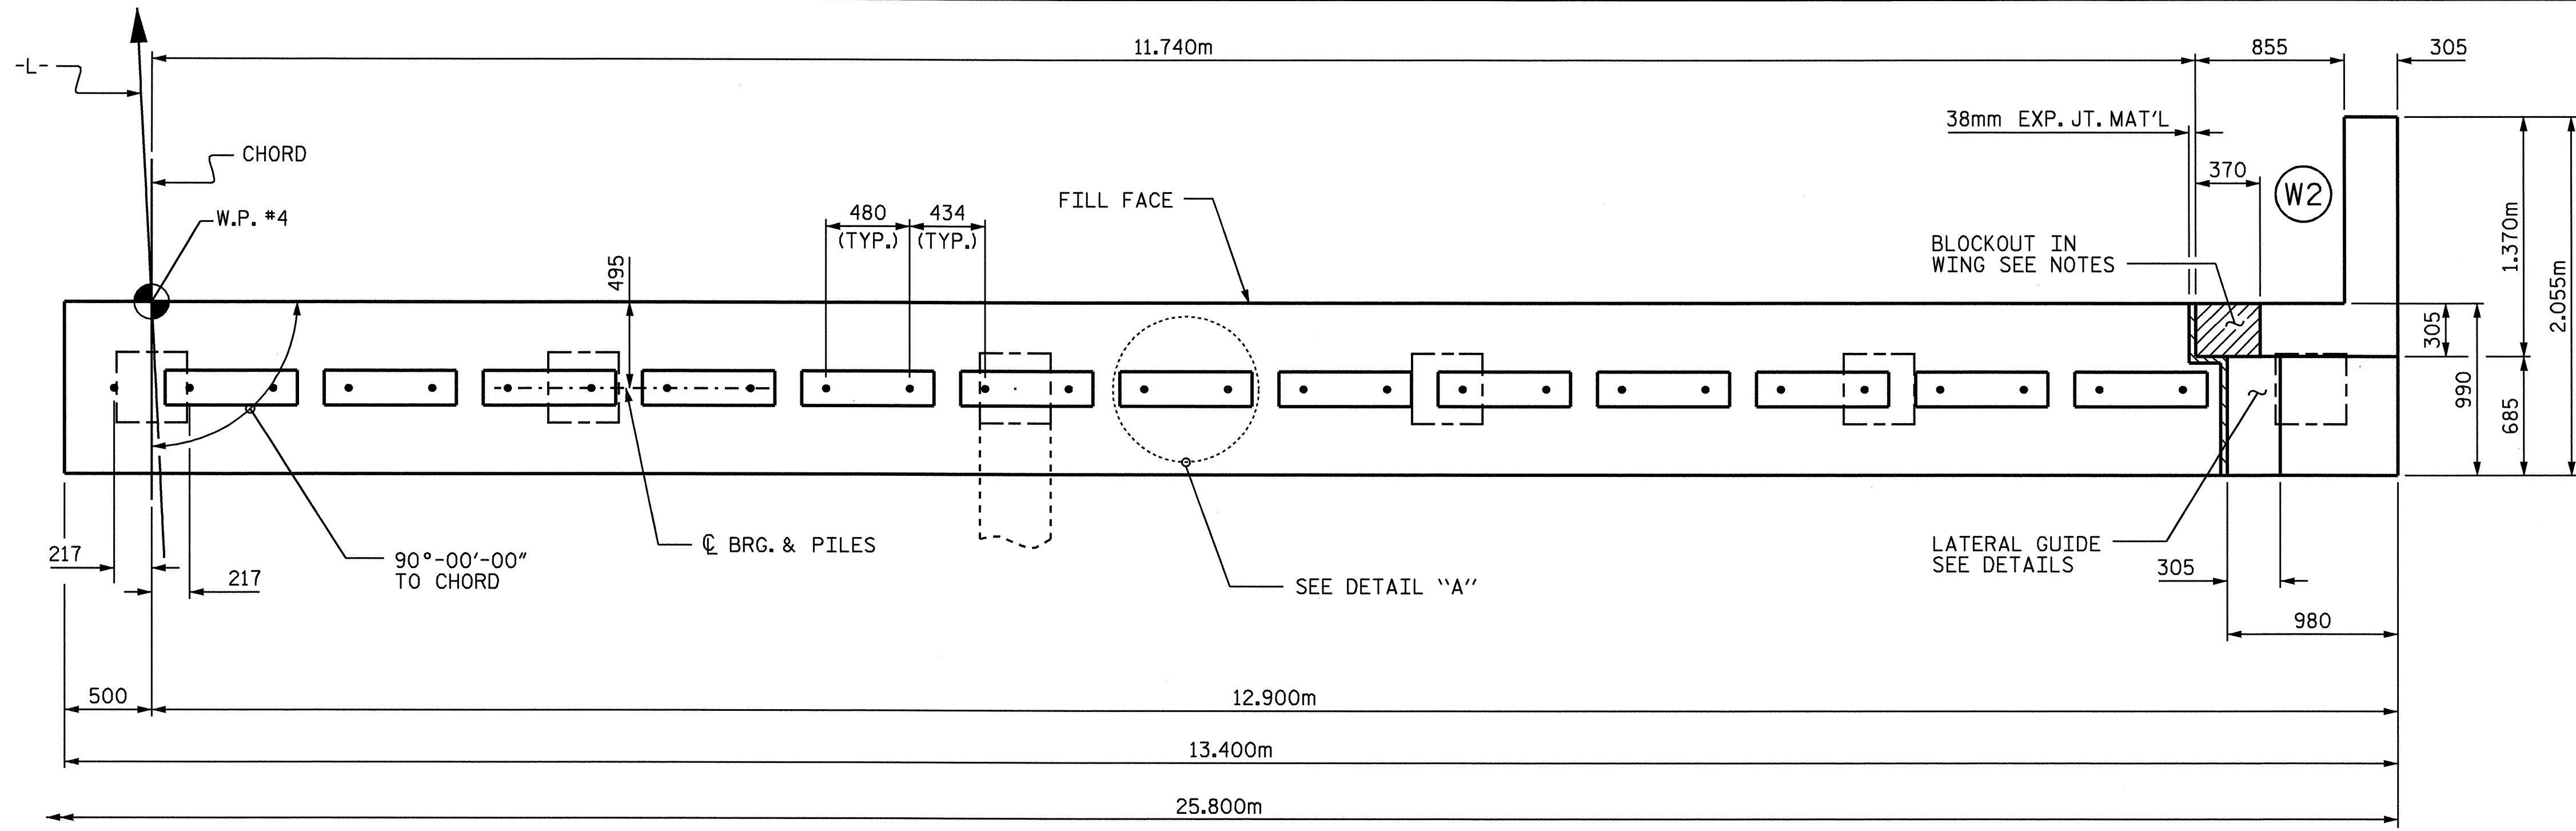 11.740m
855
305
-L-
38mm EXP. JT. MAT'L
CHORD
370
W2
W.P. #4
FILL FACE
480
(TYP.)
434
(TYP.)
495
BLOCKOUT IN
WING SEE NOTES
1.370m
2.055m
305
990
685
217
217
90°-00'-00"
TO CHORD
℄ BRG. & PILES
SEE DETAIL "A"
LATERAL GUIDE
SEE DETAILS
305
980
500
12.900m
13.400m
25.800m